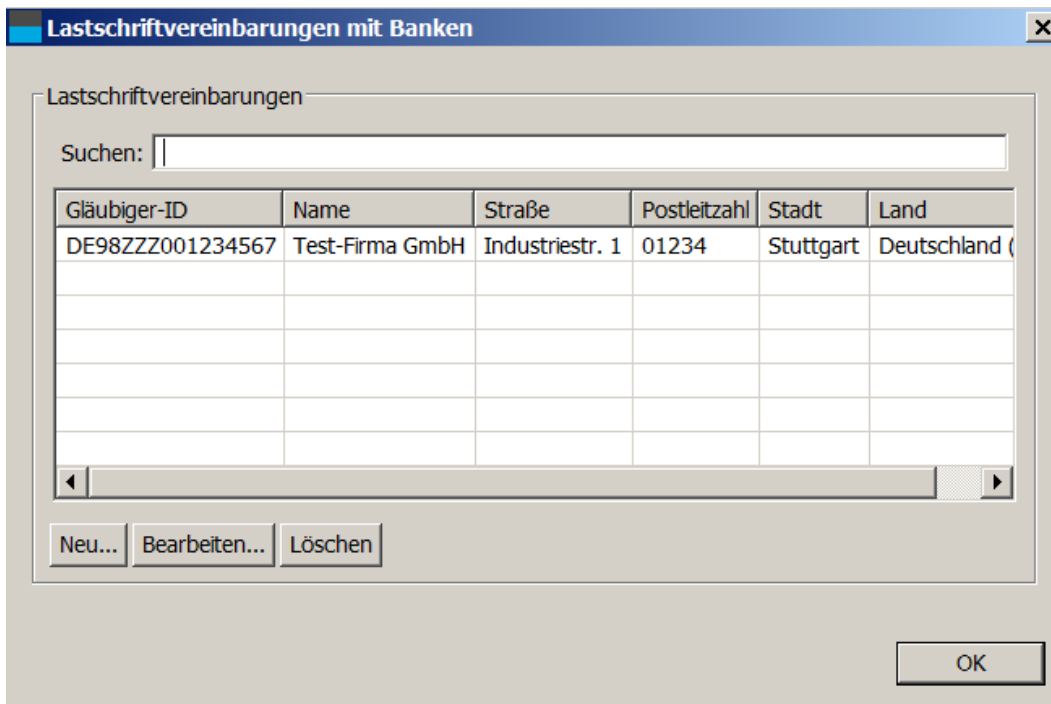 Lastschriftvereinbarungen mit Banken
Lastschriftvereinbarungen
Suchen:
Gläubiger-ID Name Straße Postleitzahl Stadt Land
DE98ZZZ001234567 Test-Firma GmbH Industriestr. 1 01234 Stuttgart Deutschland (
Neu... Bearbeiten... Löschen
OK